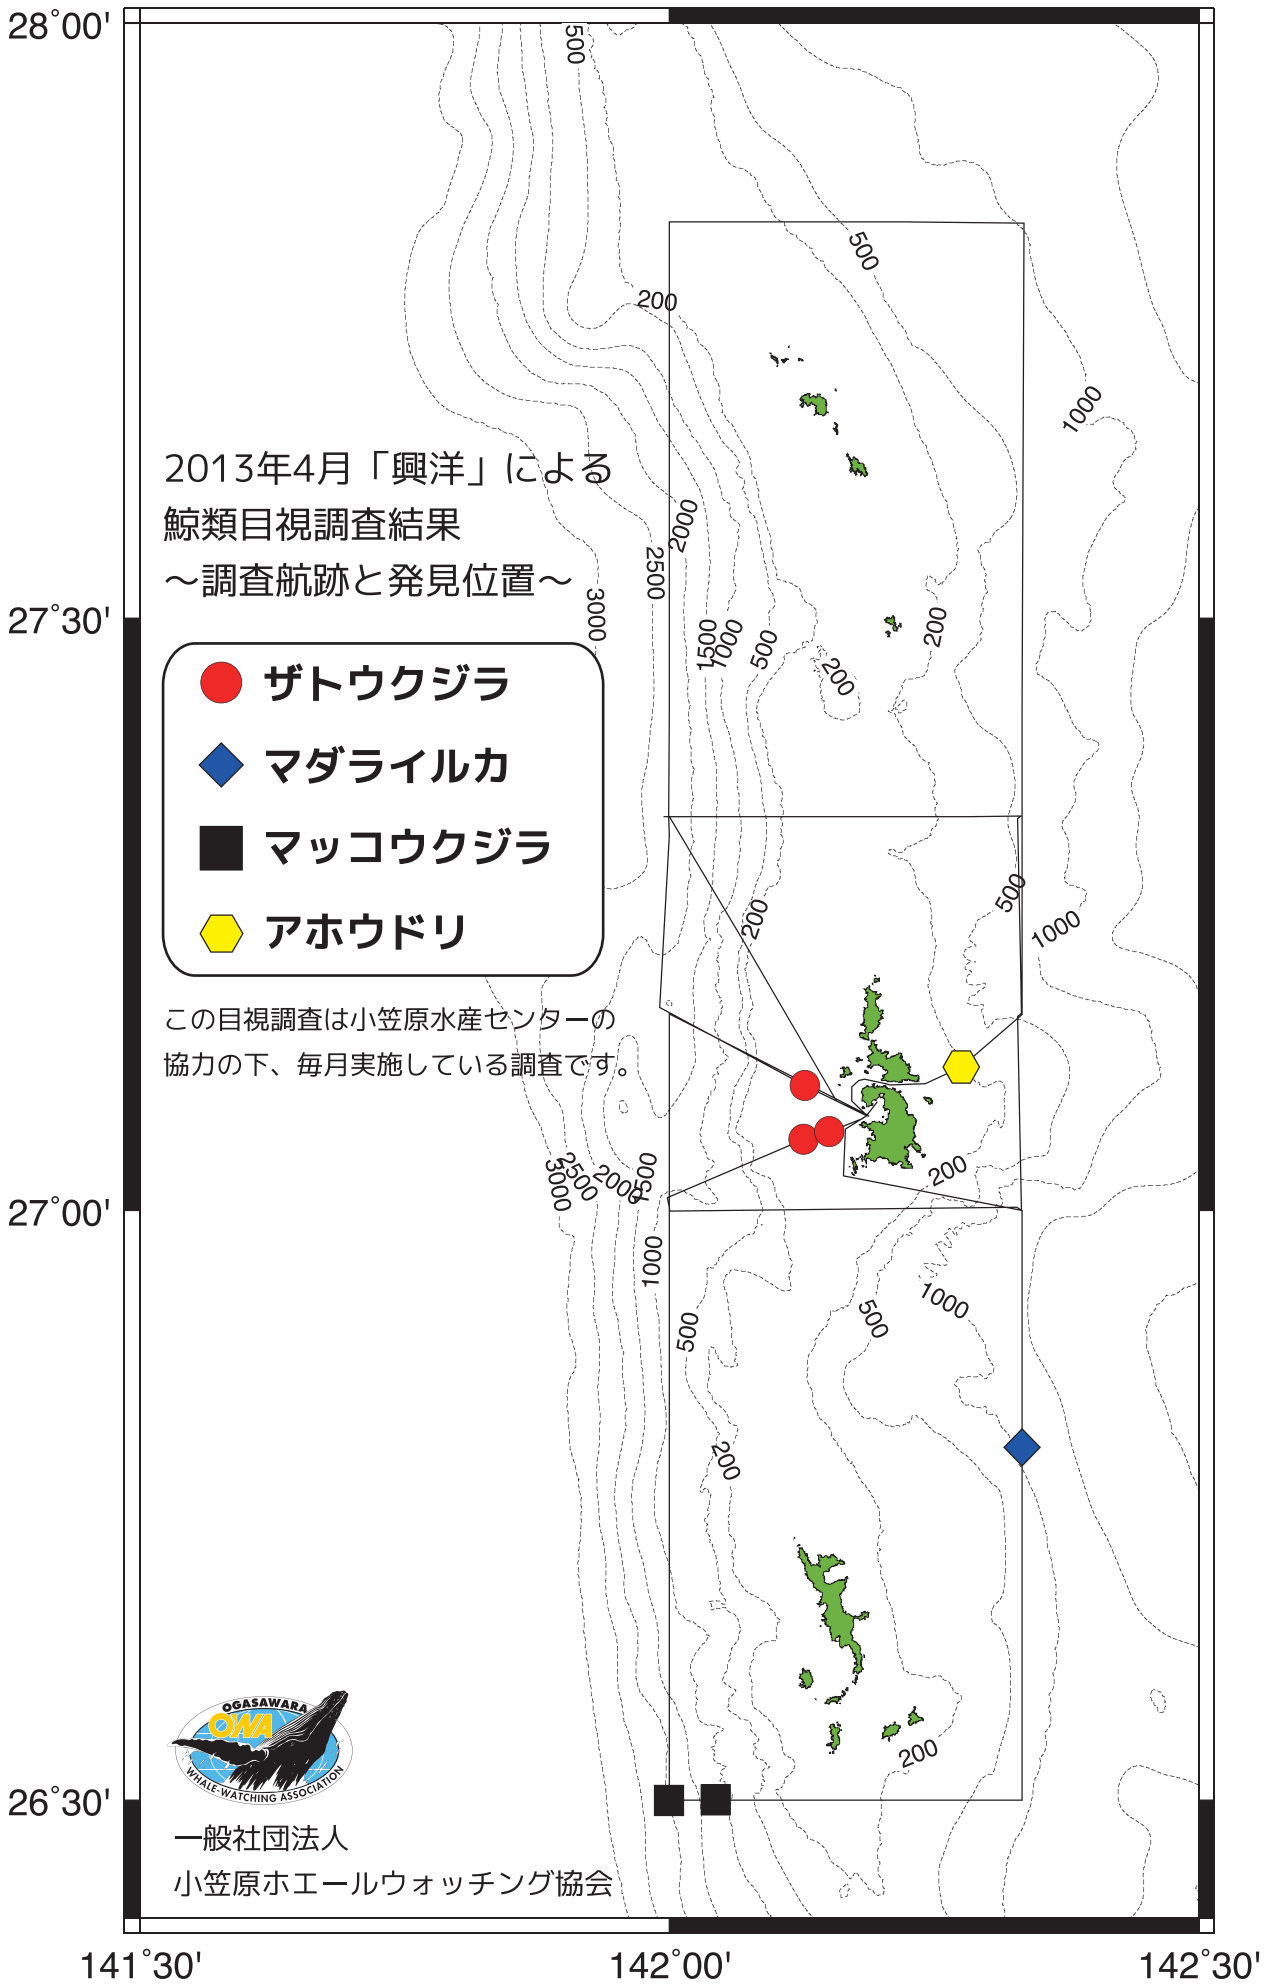 28°00'
27°30'
27°00'
26°30'
141°30'
142°00'
142°30'
2013年4月「興洋」による
鯨類目視調査結果
～調査航跡と発見位置～
ザトウクジラ
マダライルカ
マッコウクジラ
アホウドリ
この目視調査は小笠原水産センターの
協力の下、毎月実施している調査です。
500
200
500
1000
2000
2500
3000
1500
1000
500
200
200
200
500
1000
3000
2500
2000
1500
200
1000
500
500
1000
200
200
OGASAWARA
OWA
WHALE-WATCHING ASSOCIATION
一般社団法人
小笠原ホエールウォッチング協会